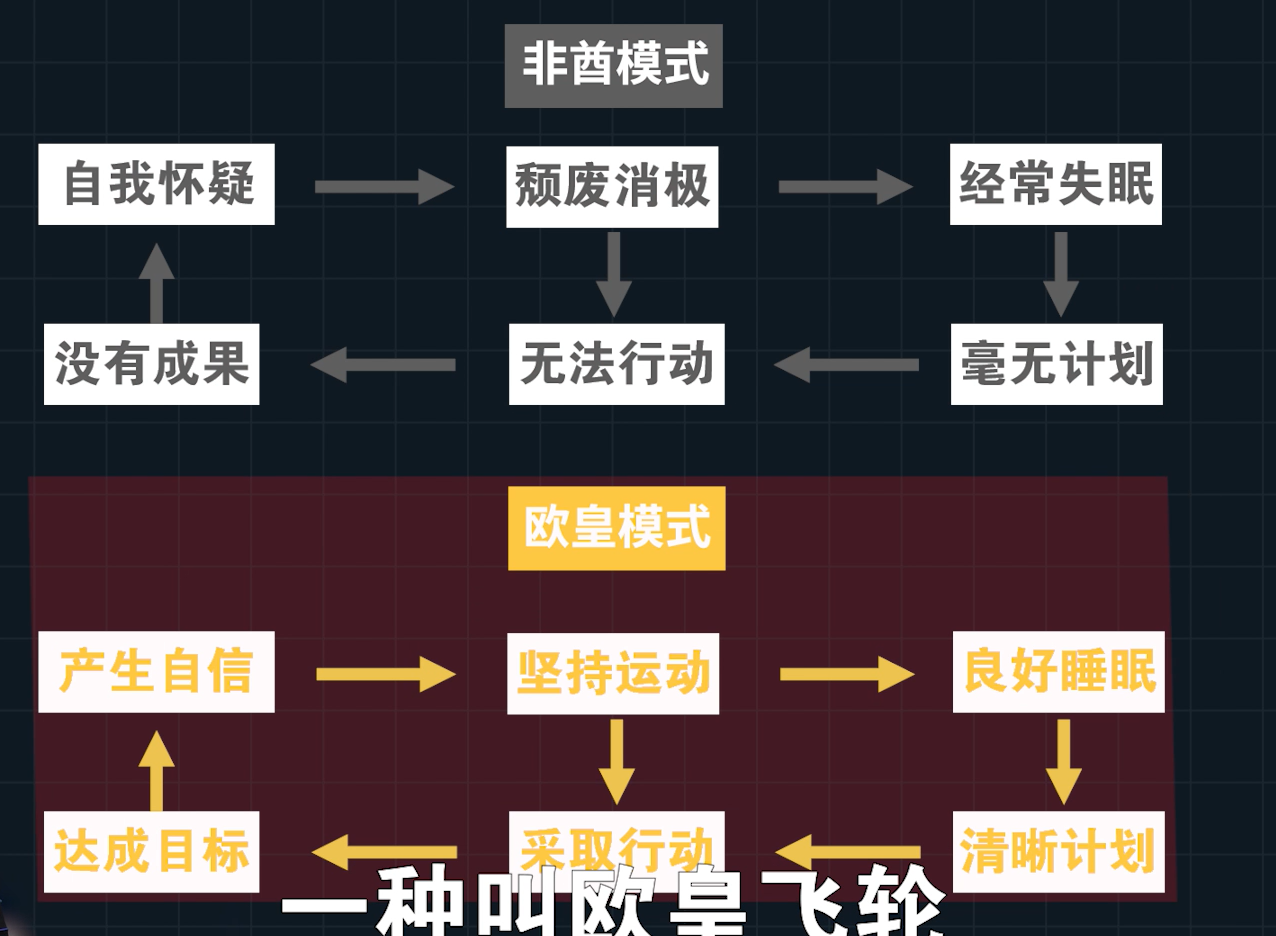 非酋模式
自我怀疑
颓废消极
经常失眠
没有成果
无法行动
毫无计划
欧皇模式
产生自信
坚持运动
良好睡眠
达成目标
采取行动
清晰计划
一种叫欧皇飞轮